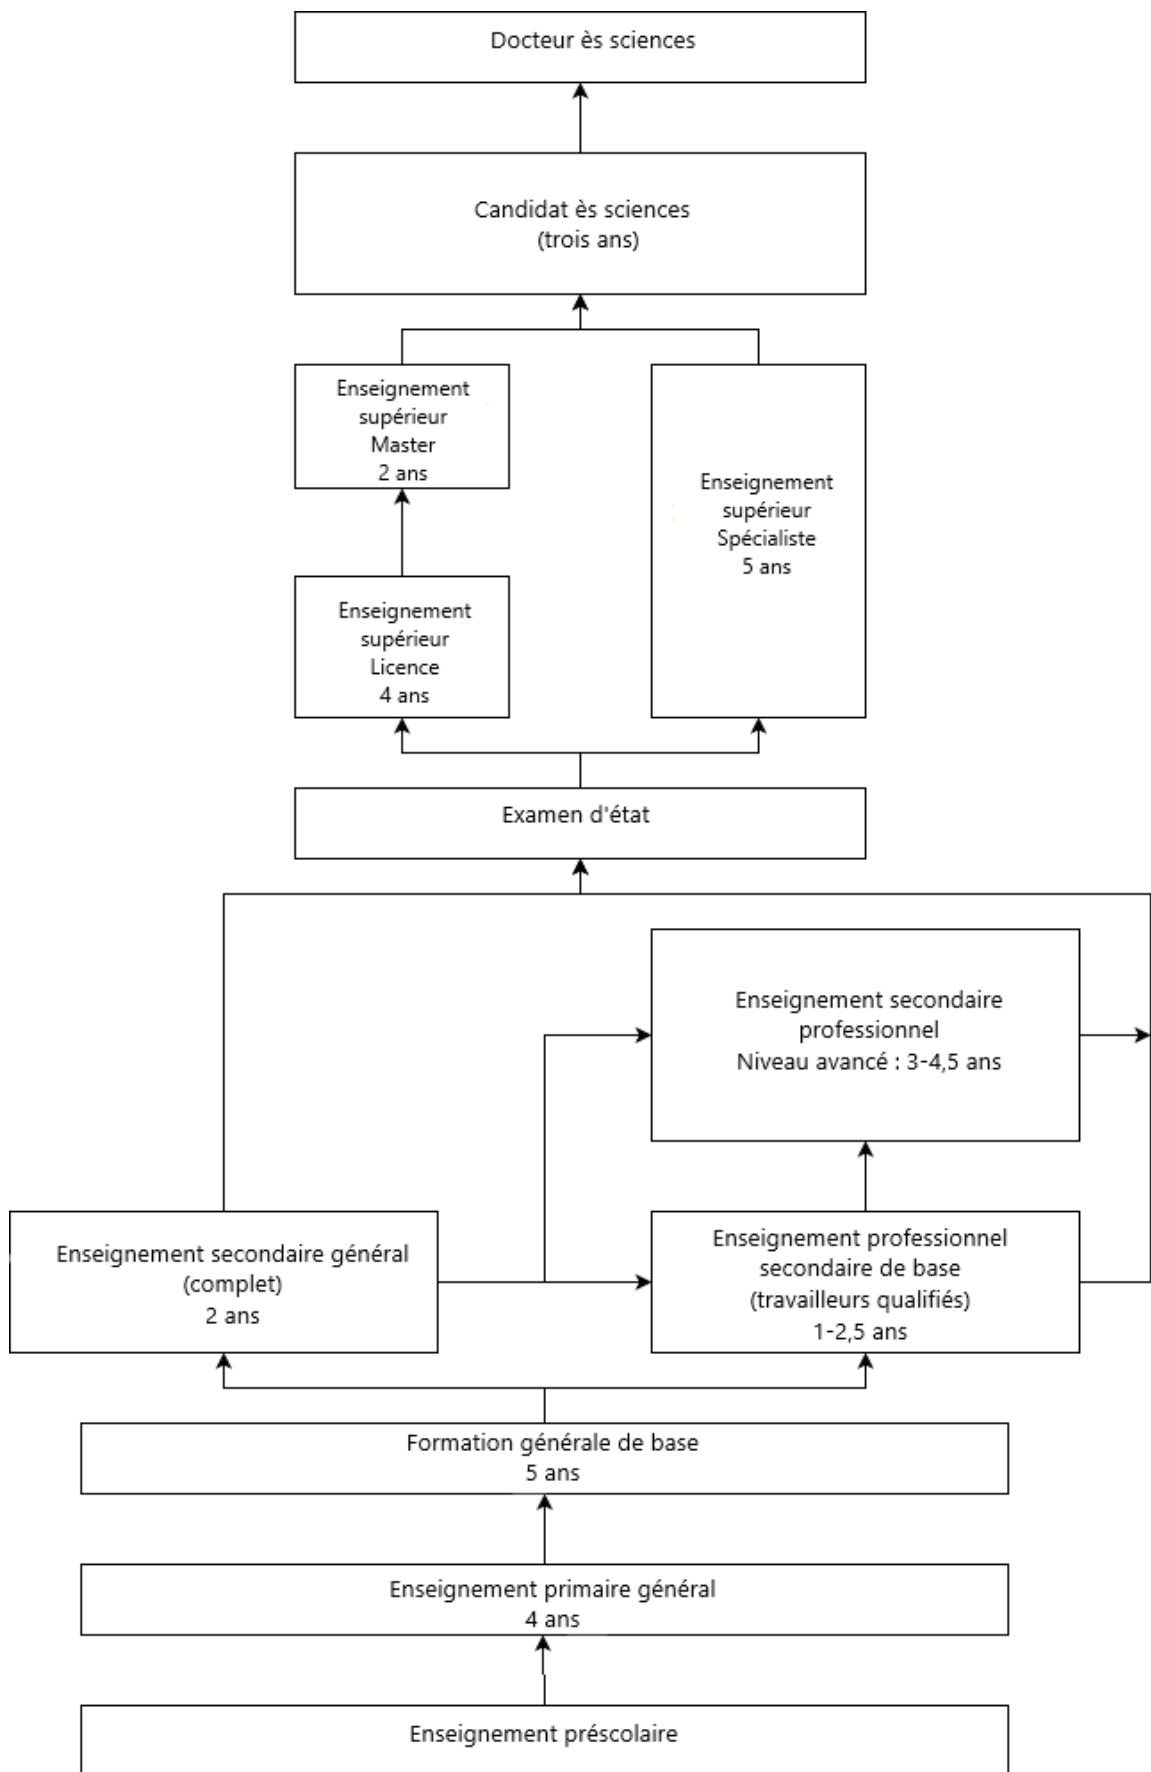 Docteur ès sciences
Candidat ès sciences
(trois ans)
Enseignement
supérieur
Master
2 ans
Enseignement
supérieur
Spécialiste
5 ans
Enseignement
supérieur
Licence
4 ans
Examen d'état
Enseignement secondaire
professionnel
Niveau avancé : 3-4,5 ans
Enseignement secondaire général
(complet)
2 ans
Enseignement professionnel
secondaire de base
(travailleurs qualifiés)
1-2,5 ans
Formation générale de base
5 ans
Enseignement primaire général
4 ans
Enseignement préscolaire